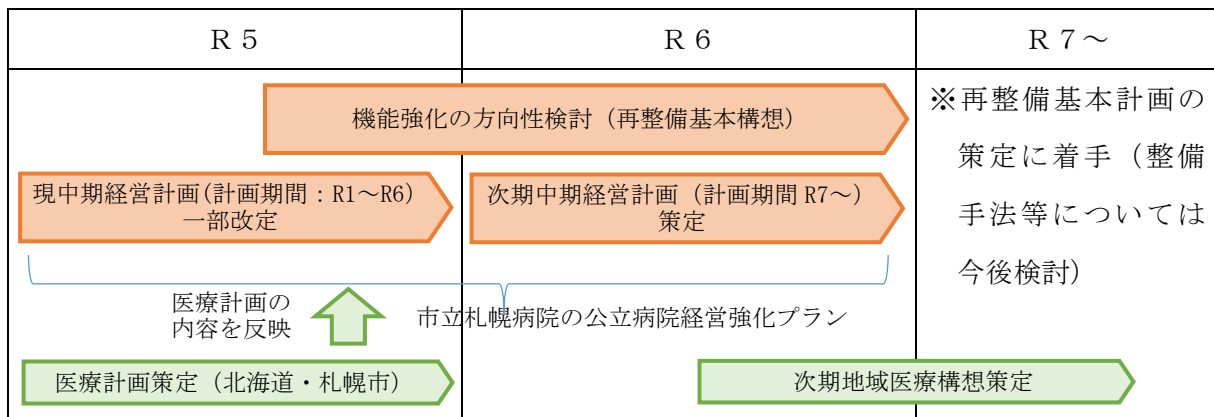 R5
R6
R7～
機能強化の方向性検討（再整備基本構想）
現中期経営計画(計画期間：R1～R6)
一部改定
次期中期経営計画（計画期間 R7～）
策定
※再整備基本計画の
策定に着手（整備
手法等については
今後検討）
医療計画の
内容を反映
市立札幌病院の公立病院経営強化プラン
医療計画策定（北海道・札幌市）
次期地域医療構想策定